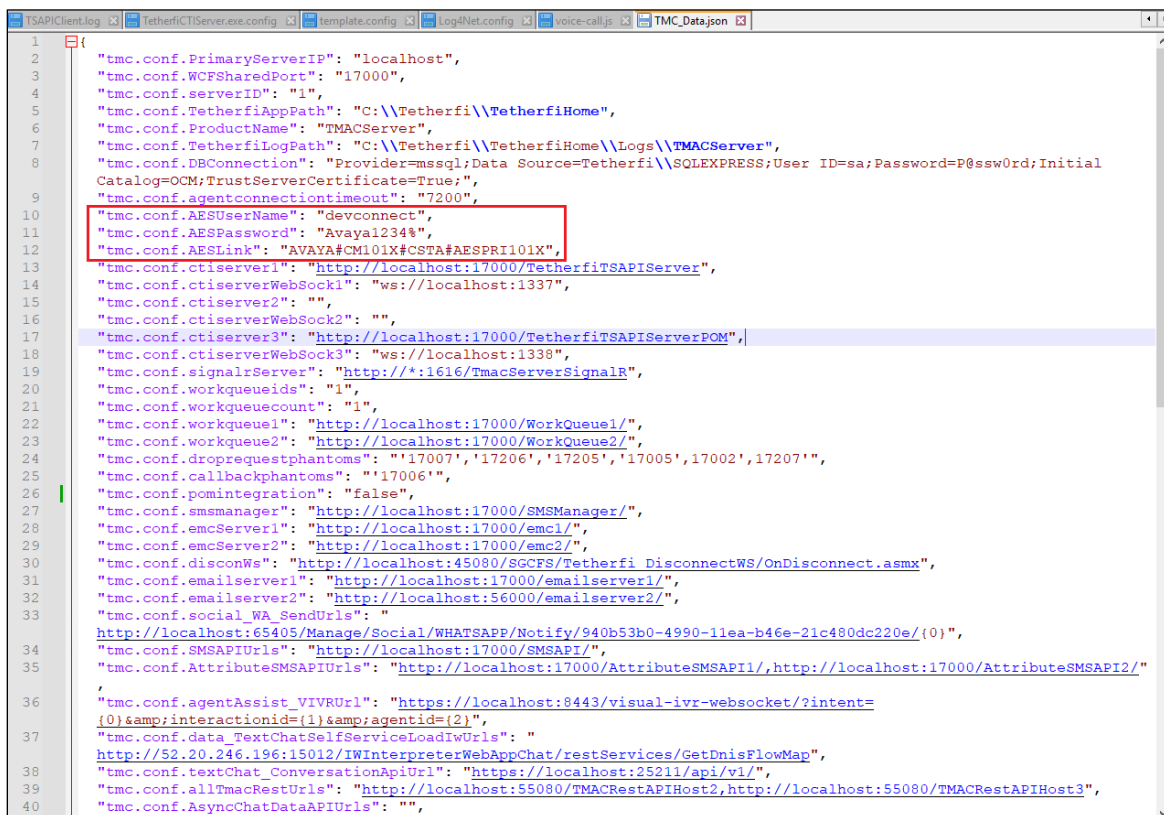 TSAPIClient.log TetherfiCTIServer.exe.config template.config Log4Net.config voice-call.js TMC_Data.json
1 {
2 "tmc.conf.PrimaryServerIP": "localhost",
3 "tmc.conf.WCFSharedPort": "17000",
4 "tmc.conf.serverID": "1",
5 "tmc.conf.TetherfiAppPath": "C:\\Tetherfi\\TetherfiHome",
6 "tmc.conf.ProductName": "TMACServer",
7 "tmc.conf.TetherfiLogPath": "C:\\Tetherfi\\TetherfiHome\\Logs\\TMACServer",
8 "tmc.conf.DBConnection": "Provider=mssql;Data Source=Tetherfi\\SQLEXPRESS;User ID=sa;Password=P@ssw0rd;Initial
Catalog=OCM;TrustServerCertificate=True;",
9 "tmc.conf.agentconnectiontimeout": "7200",
10 "tmc.conf.AESUserName": "devconnect",
11 "tmc.conf.AESPassword": "Avaya1234%",
12 "tmc.conf.AESLink": "AVAYA#CM101X#CSTA#AESPRI101X",
13 "tmc.conf.ctiserver1": "http://localhost:17000/TetherfiTSAPIServer",
14 "tmc.conf.ctiserverWebSock1": "ws://localhost:1337",
15 "tmc.conf.ctiserver2": "",
16 "tmc.conf.ctiserverWebSock2": "",
17 "tmc.conf.ctiserver3": "http://localhost:17000/TetherfiTSAPIServerPOM",
18 "tmc.conf.ctiserverWebSock3": "ws://localhost:1338",
19 "tmc.conf.signalrServer": "http://*:1616/TmacServerSignalR",
20 "tmc.conf.workqueueids": "1",
21 "tmc.conf.workqueuecount": "1",
22 "tmc.conf.workqueue1": "http://localhost:17000/WorkQueue1/",
23 "tmc.conf.workqueue2": "http://localhost:17000/WorkQueue2/",
24 "tmc.conf.droprequestphantoms": "'17007','17206','17205','17005',17002',17207'",
25 "tmc.conf.callbackphantoms": "'17006'",
26 "tmc.conf.pomintegration": "false",
27 "tmc.conf.smsmanager": "http://localhost:17000/SMSManager/",
28 "tmc.conf.emcServer1": "http://localhost:17000/emc1/",
29 "tmc.conf.emcServer2": "http://localhost:17000/emc2/",
30 "tmc.conf.disconWs": "http://localhost:45080/SGCFS/Tetherfi_DisconnectWS/OnDisconnect.asmx",
31 "tmc.conf.emailserver1": "http://localhost:17000/emailserver1/",
32 "tmc.conf.emailserver2": "http://localhost:56000/emailserver2/",
33 "tmc.conf.social_WA_SendUrls": "
http://localhost:65405/Manage/Social/WHATSAPP/Notify/940b53b0-4990-11ea-b46e-21c480dc220e/{0}",
34 "tmc.conf.SMSAPIUrls": "http://localhost:17000/SMSAPI/",
35 "tmc.conf.AttributeSMSAPIUrls": "http://localhost:17000/AttributeSMSAPI1/,http://localhost:17000/AttributeSMSAPI2/"
,
36 "tmc.conf.agentAssist_VIVRUrl": "https://localhost:8443/visual-ivr-websocket/?intent=
{0}&amp;interactionid={1}&amp;agentid={2}",
37 "tmc.conf.data_TextChatSelfServiceLoadIwUrls": "
http://52.20.246.196:15012/IWInterpreterWebAppChat/restServices/GetDnisFlowMap",
38 "tmc.conf.textChat_ConversationApiUrl": "https://localhost:25211/api/v1/",
39 "tmc.conf.allTmacRestUrls": "http://localhost:55080/TMACRestAPIHost2,http://localhost:55080/TMACRestAPIHost3",
40 "tmc.conf.AsyncChatDataAPIUrls": "",